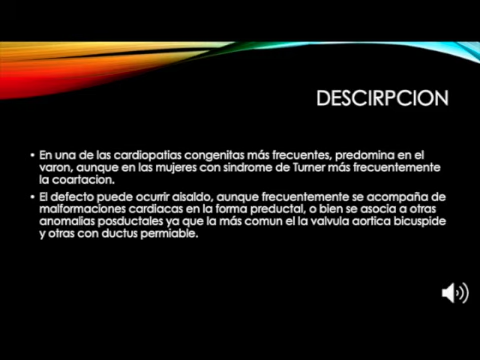 DESCIRPCION
• En una de las cardiopatias congenitas más frecuentes, predomina en el
varon, aunque en las mujeres con sindrome de Turner más frecuentemente
la coartacion.
• El defecto puede ocurrir aisaldo, aunque frecuentemente se acompaña de
malformaciones cardiacas en la forma preductal, o bien se asocia a otras
anomalias posductales ya que la más comun el la valvula aortica bicuspide
y otras con ductus permiable.